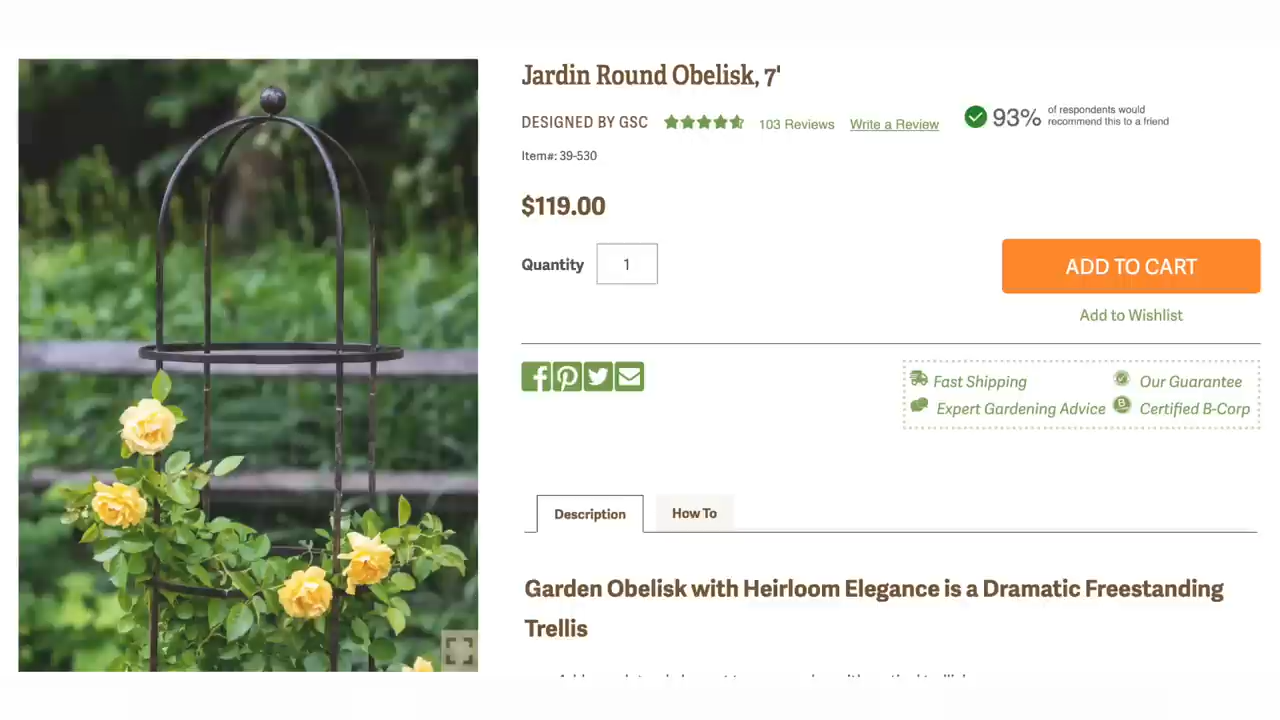 Jardin Round Obelisk, 7'
DESIGNED BY GSC 103 Reviews Write a Review
93% of respondents would
recommend this to a friend
Item#: 39-530
$119.00
Quantity 1
ADD TO CART
Add to Wishlist
Fast Shipping Our Guarantee
Expert Gardening Advice B Certified B-Corp
Description How To
Garden Obelisk with Heirloom Elegance is a Dramatic Freestanding
Trellis